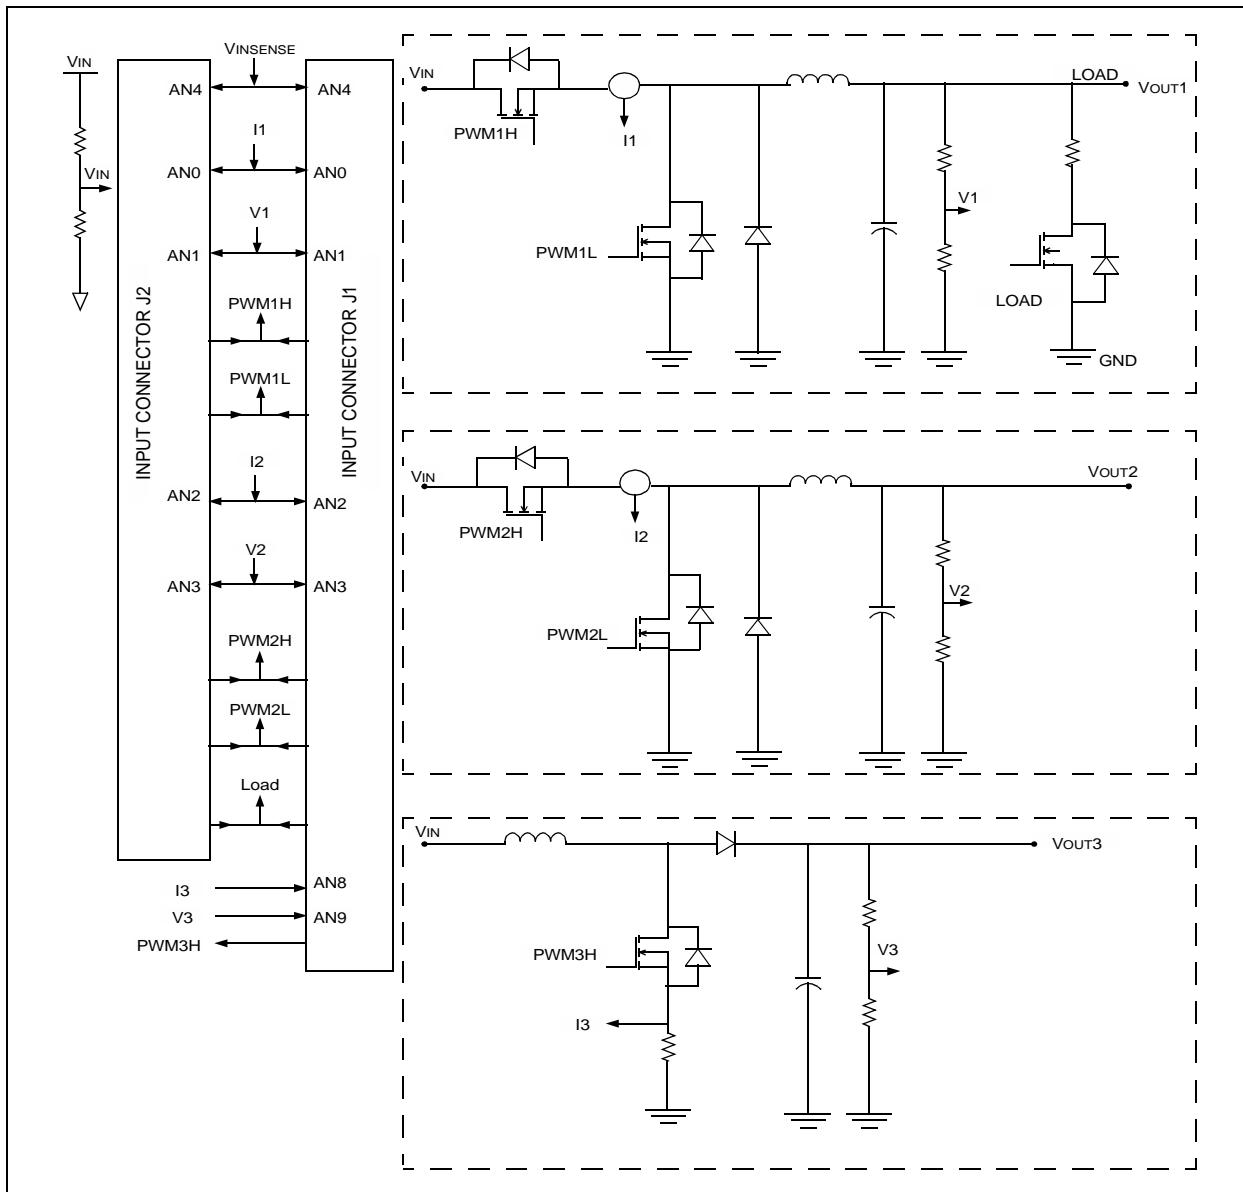 VIN
VIN
INPUT CONNECTOR J2
AN4
AN0
AN1
AN2
AN3
VINSENSE
I1
V1
PWM1H
PWM1L
I2
V2
PWM2H
PWM2L
Load
I3
V3
PWM3H
INPUT CONNECTOR J1
AN4
AN0
AN1
AN2
AN3
AN8
AN9
VIN
PWM1H
I1
LOAD
VOUT1
PWM1L
V1
LOAD
GND
VIN
PWM2H
I2
VOUT2
PWM2L
V2
VIN
VOUT3
PWM3H
V3
I3